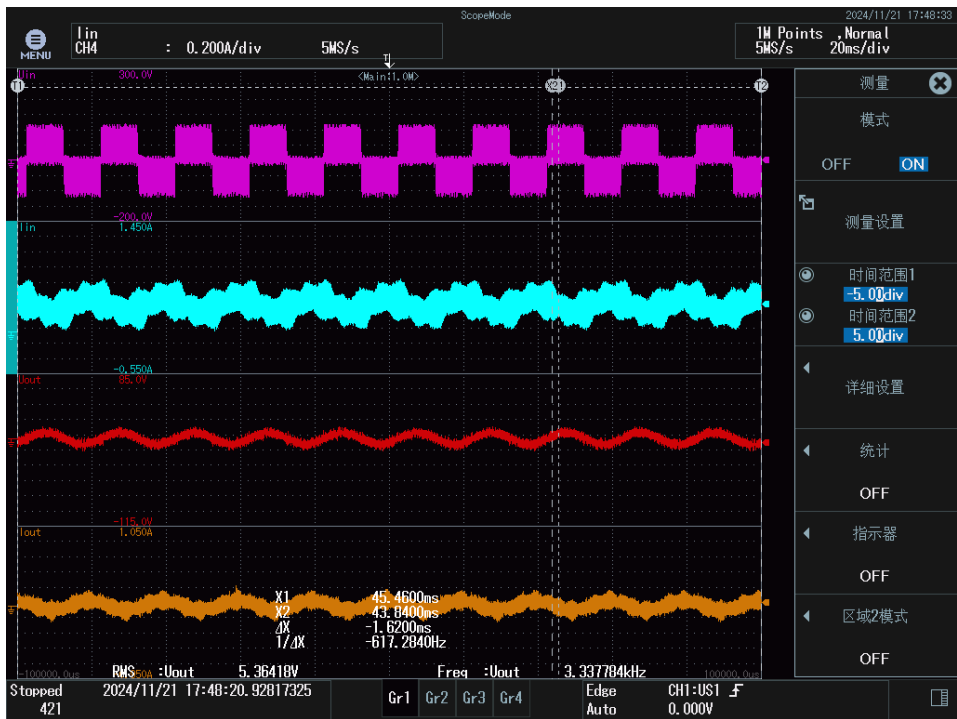 ScopeMode
2024/11/21 17:48:33
MENU
Iin
CH4 : 0.200A/div 5MS/s
1M Points ,Normal
5MS/s 20ms/div
Uin 300.0V
<Main:1.0M>
T1
X2
T2
-200.0V
Iin 1.450A
-0.550A
Uout 85.0V
-115.0V
Iout 1.050A
X1 45.4600ms
X2 43.8400ms
⊿X -1.6200ms
1/⊿X -617.2840Hz
-100000.0us
RMS :Uout 5.36418V
Freq :Uout 3.337784kHz
100000.0us
测量
模式
OFF ON
测量设置
时间范围1
-5.00div
时间范围2
5.00div
详细设置
统计
OFF
指示器
OFF
区域2模式
OFF
Stopped 2024/11/21 17:48:20.92817325
421
Gr1 Gr2 Gr3 Gr4
Edge CH1:US1
Auto 0.000V